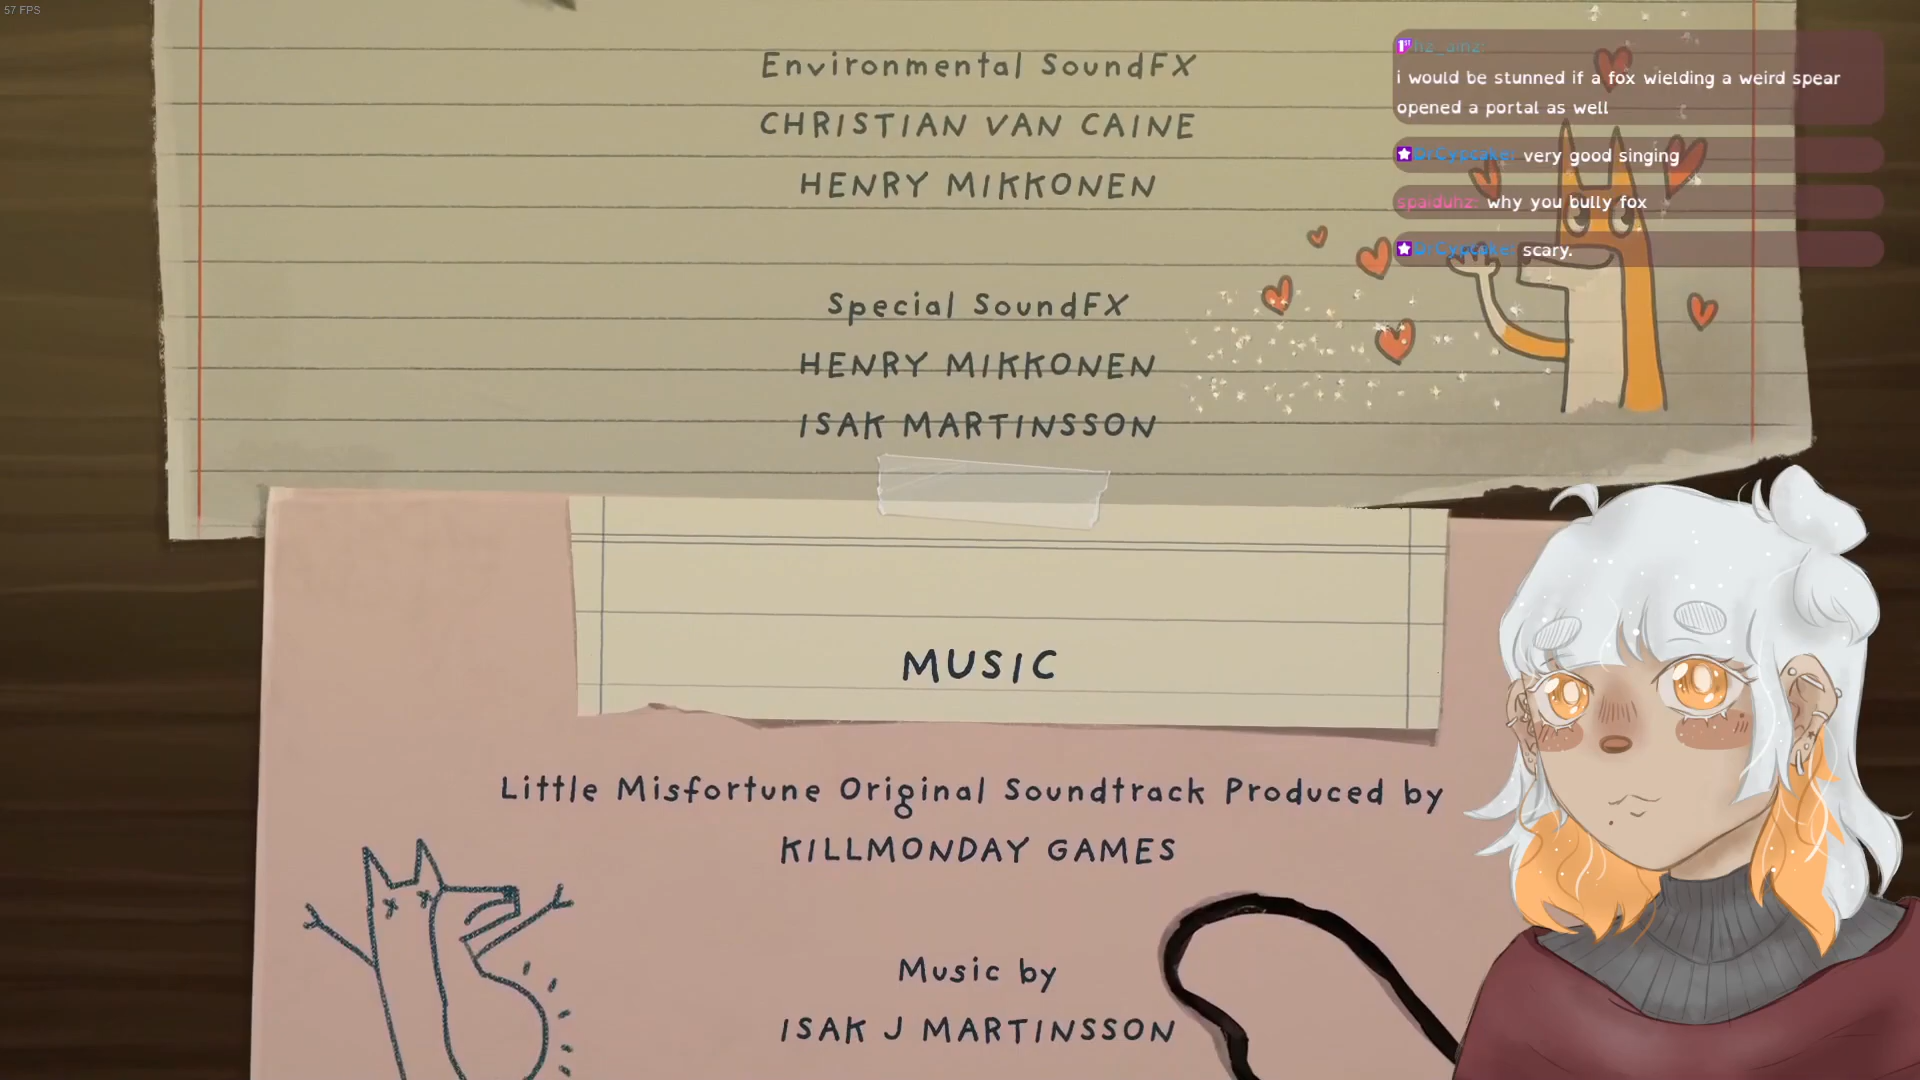 57 FPS
Environmental SoundFX
CHRISTIAN VAN CAINE
HENRY MIKKONEN
Special SoundFX
HENRY MIKKONEN
ISAK MARTINSSON
MUSIC
Little Misfortune Original Soundtrack Produced by
KILLMONDAY GAMES
Music by
ISAK J MARTINSSON
i would be stunned if a fox wielding a weird spear
opened a portal as well
very good singing
spaiduhz: why you bully fox
scary.